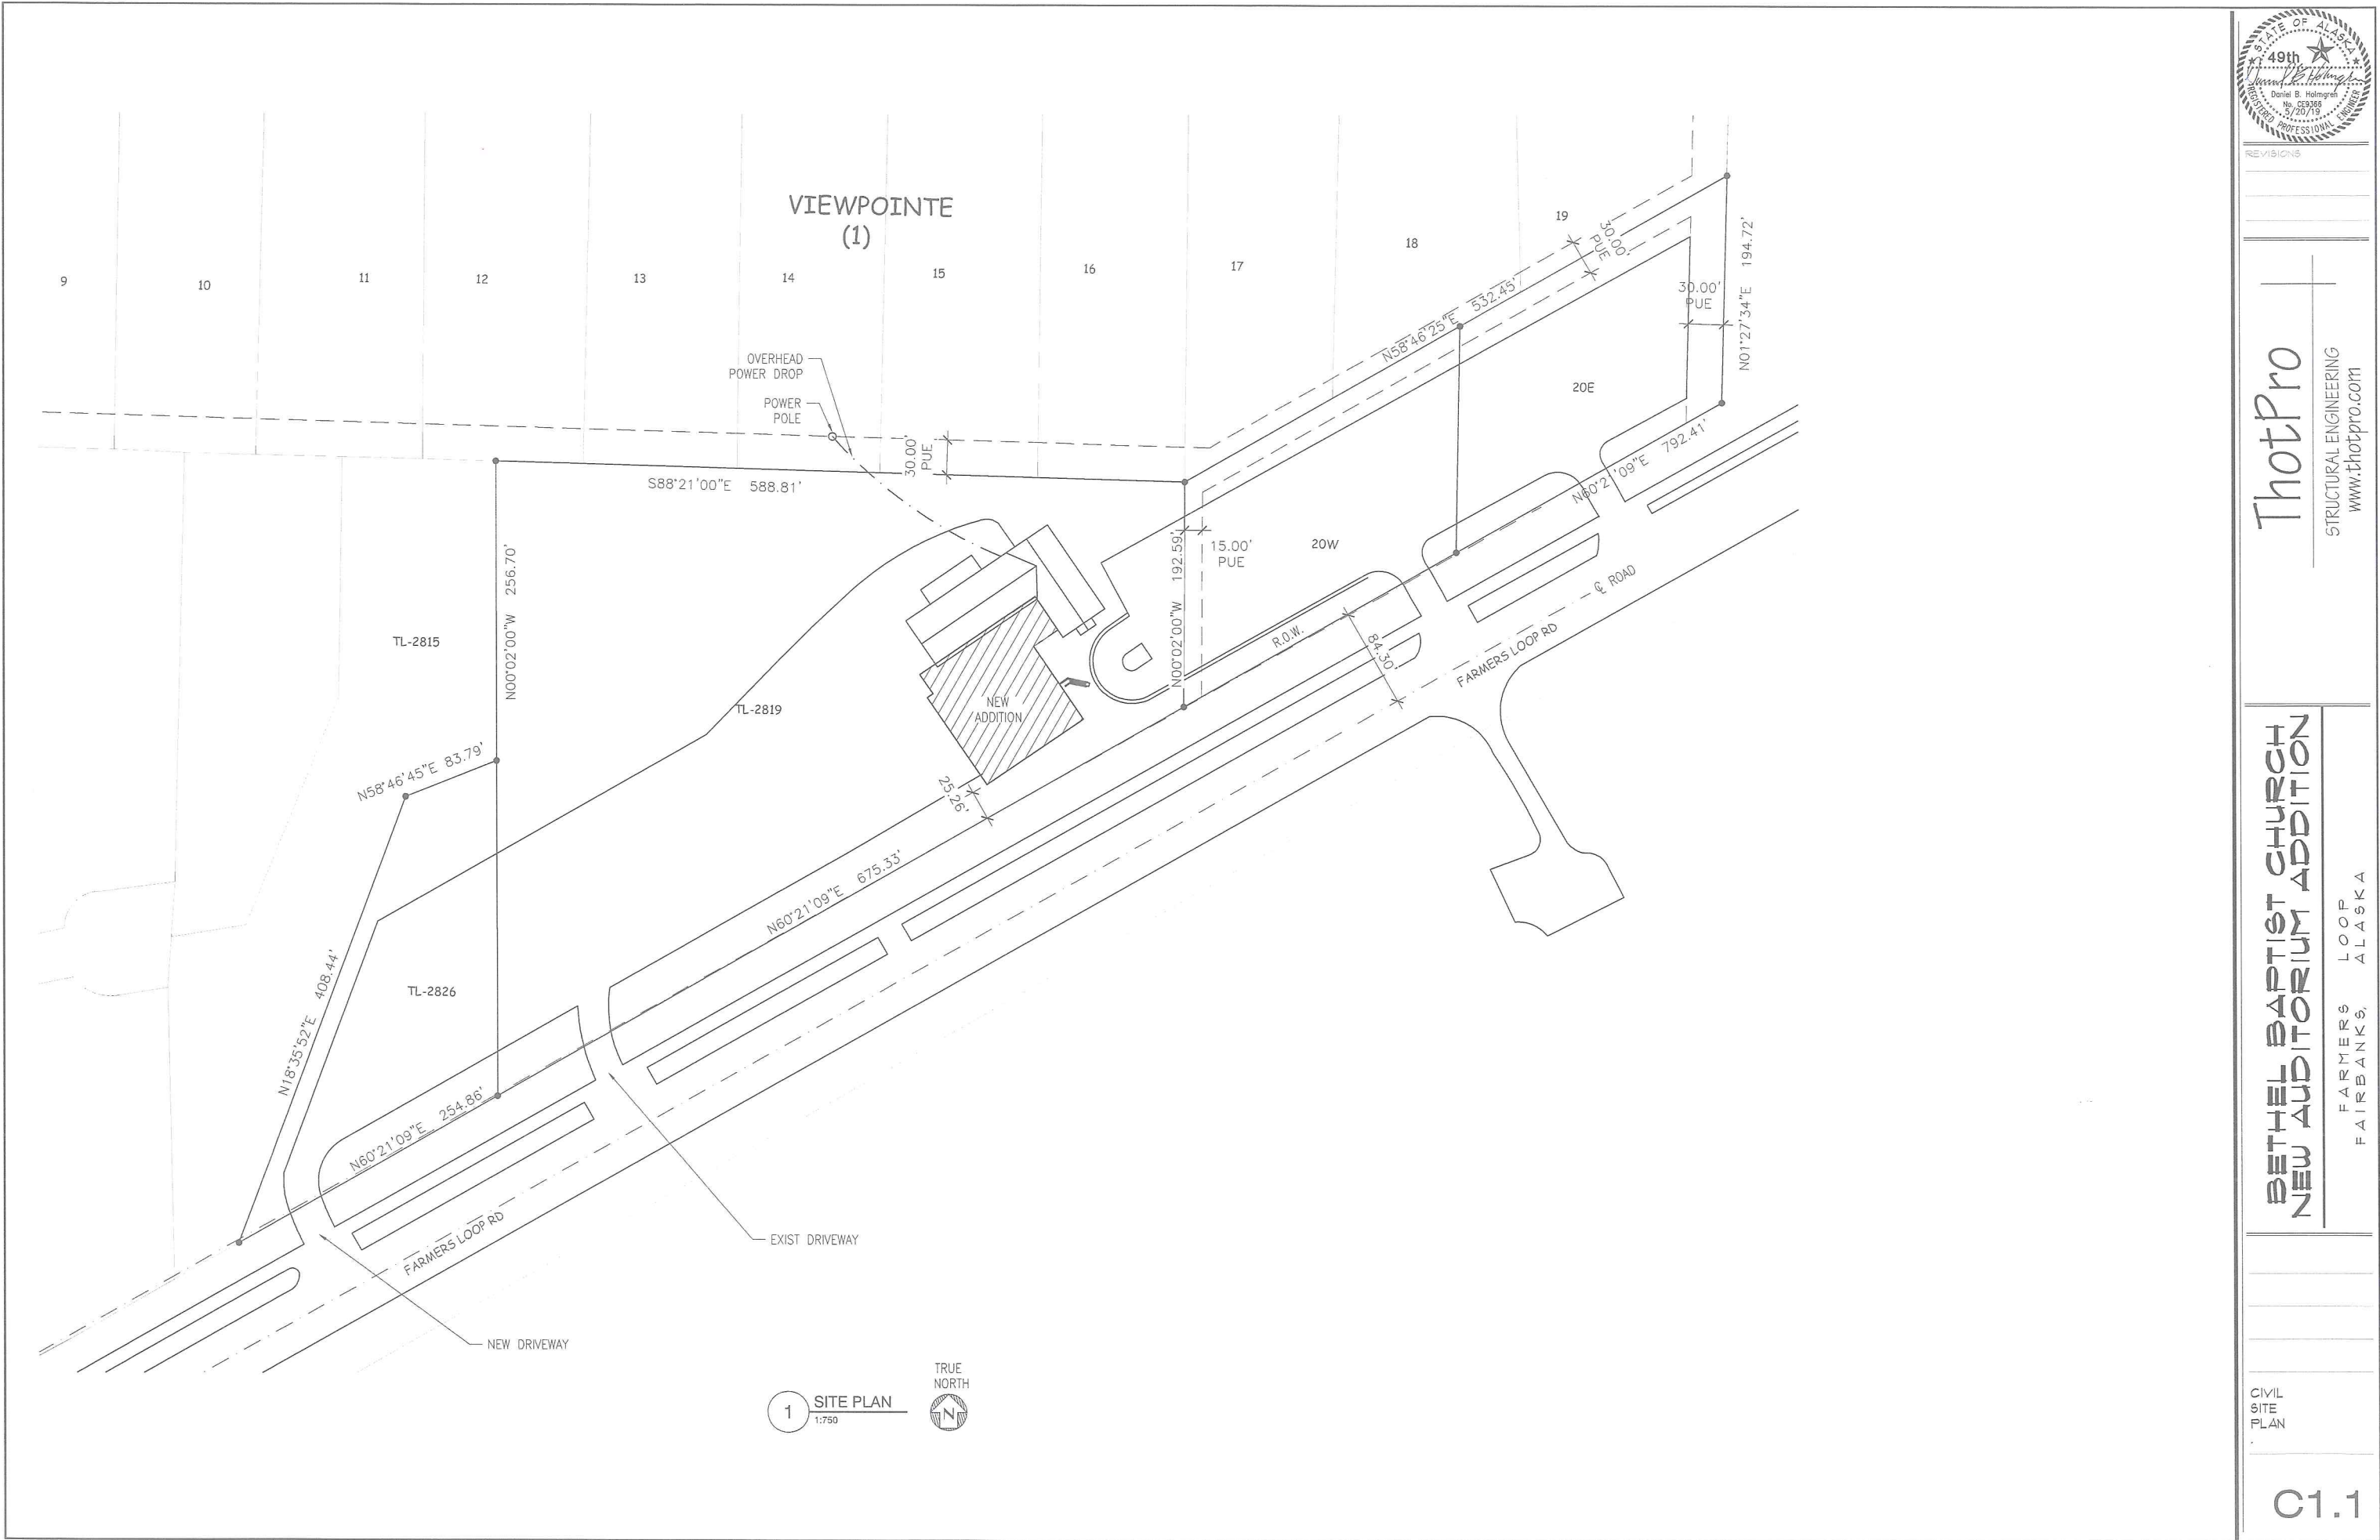 VIEWPOINTE
(1)
9
10
11
12
13
14
15
16
17
18
19
30.00'
PUE
N58°46'25"E 532.45'
30.00'
PUE
N01°27'34"E 194.72'
20E
OVERHEAD
POWER DROP
POWER
POLE
30.00'
PUE
S88°21'00"E 588.81'
N60°2 '09"E 792.41'
N00°02'00"W 256.70'
N00°02'00"W 192.59'
15.00'
PUE
20W
TL-2815
TL-2819
NEW
ADDITION
R.O.W.
84.30'
℄ ROAD
FARMERS LOOP RD
N58°46'45"E 83.79'
25.26'
N60°21'09"E 675.33'
N18°35'52"E 408.44'
TL-2826
N60°21'09"E 254.86'
FARMERS LOOP RD
EXIST DRIVEWAY
NEW DRIVEWAY
1
SITE PLAN
1:750
TRUE
NORTH
N
STATE OF ALASKA
49th
Daniel B. Holmgren
No. CE9366
5/20/19
REGISTERED PROFESSIONAL ENGINEER
REVISIONS
ThotPro
STRUCTURAL ENGINEERING
www.thotpro.com
BETHEL BAPTIST CHURCH
NEW AUDITORIUM ADDITION
FARMERS LOOP
FAIRBANKS, ALASKA
CIVIL
SITE
PLAN
C1.1